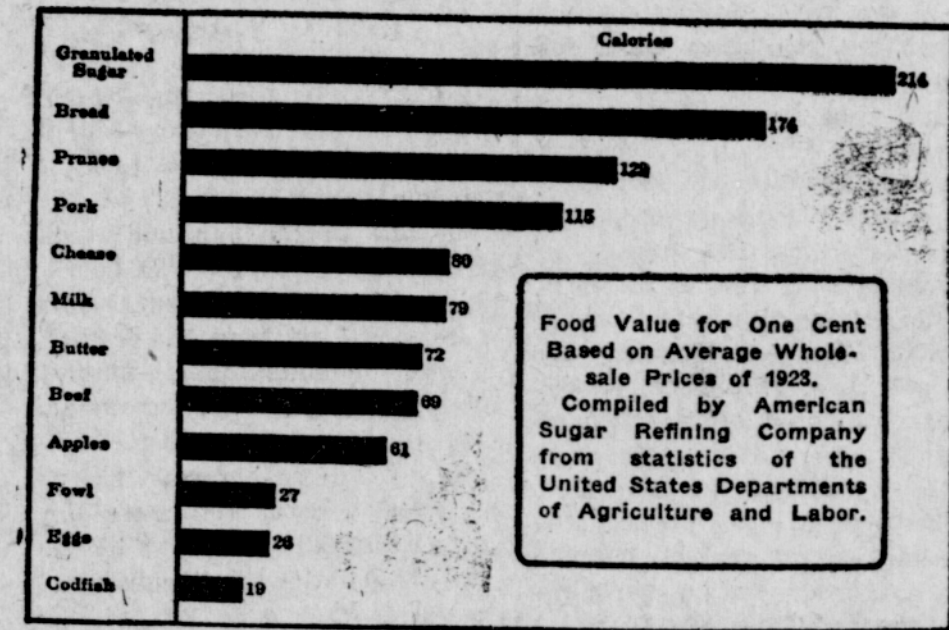 Calories
Granulated
Sugar 214
Bread 174
Prunes 129
Pork 115
Cheese 80
Milk 79
Butter 72
Beef 69
Apples 61
Fowl 27
Eggs 26
Codfish 19
Food Value for One Cent
Based on Average Whole-
sale Prices of 1923.
Compiled by American
Sugar Refining Company
from statistics of the
United States Departments
of Agriculture and Labor.